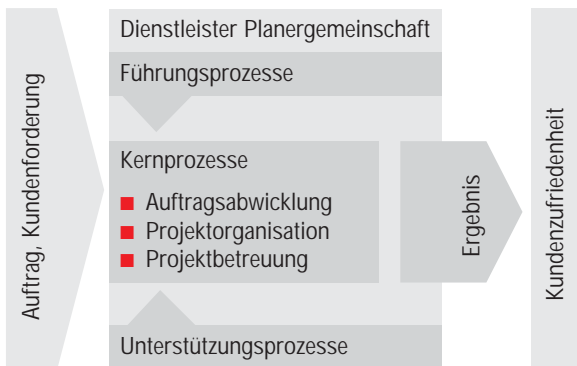 Auftrag, Kundenforderung
Dienstleister Planergemeinschaft
Führungsprozesse
Kernprozesse
Auftragsabwicklung
Projektorganisation
Projektbetreuung
Unterstützungsprozesse
Ergebnis
Kundenzufriedenheit